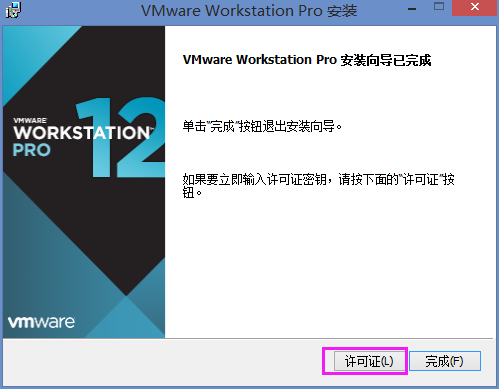 VMware Workstation Pro 安装
VMware Workstation Pro 安装向导已完成
VMWARE
WORKSTATION 12
PRO
单击"完成"按钮退出安装向导。
如果要立即输入许可证密钥，请按下面的"许可证"按
钮。
vmware
许可证(L)
完成(F)